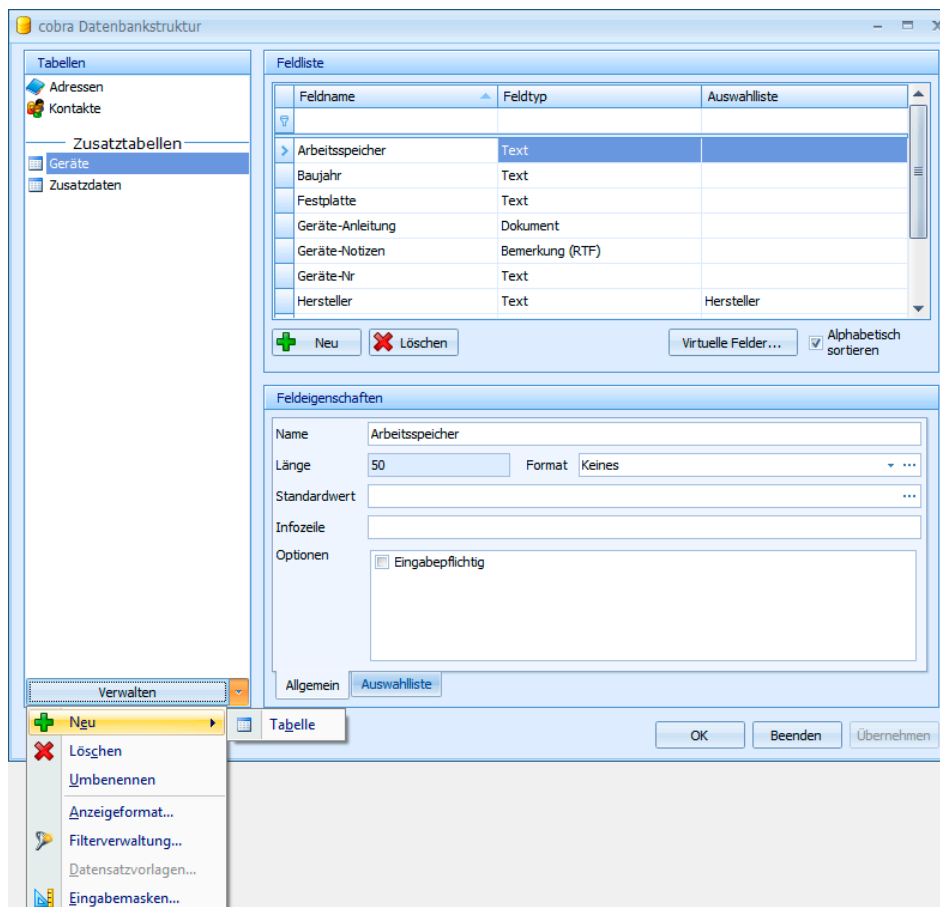 cobra Datenbankstruktur
Tabellen
Adressen
Kontakte
Zusatztabellen
Geräte
Zusatzdaten
Verwalten
Feldliste
Feldname Feldtyp Auswahlliste
Arbeitsspeicher Text
Baujahr Text
Festplatte Text
Geräte-Anleitung Dokument
Geräte-Notizen Bemerkung (RTF)
Geräte-Nr Text
Hersteller Text Hersteller
Neu Löschen Virtuelle Felder... Alphabetisch
sortieren
Feldeigenschaften
Name Arbeitsspeicher
Länge 50 Format Keines
Standardwert
Infozeile
Optionen Eingabepflichtig
Allgemein Auswahlliste
Neu Tabelle
Löschen
Umbenennen
Anzeigeformat...
Filterverwaltung...
Datensatzvorlagen...
Eingabemasken...
OK Beenden Übernehmen